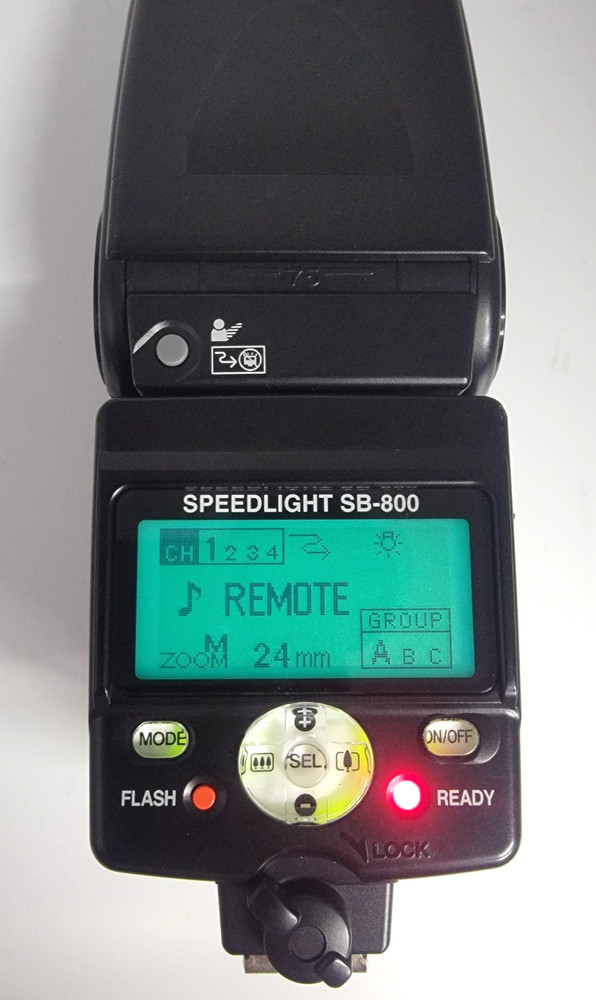 75
SPEEDLIGHT SB-800
CH 1 2 3 4
♪ REMOTE
GROUP
ZOOM M 24mm A B C
MODE SEL ON/OFF
FLASH READY
LOCK